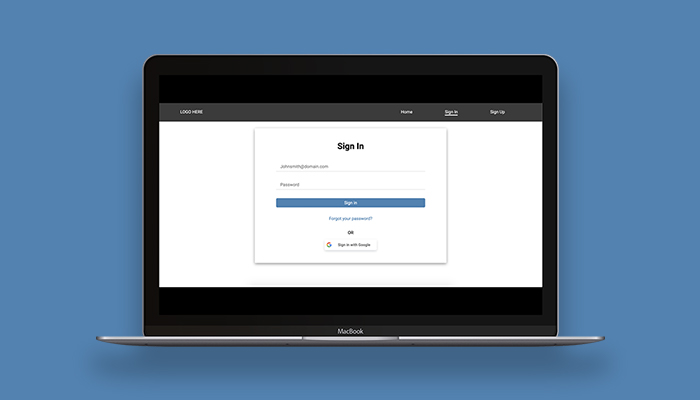 LOGO HERE
Home
Sign In
Sign Up
Sign In
Johnsmith@domain.com
Password
Sign in
Forgot your password?
OR
Sign in with Google
MacBook